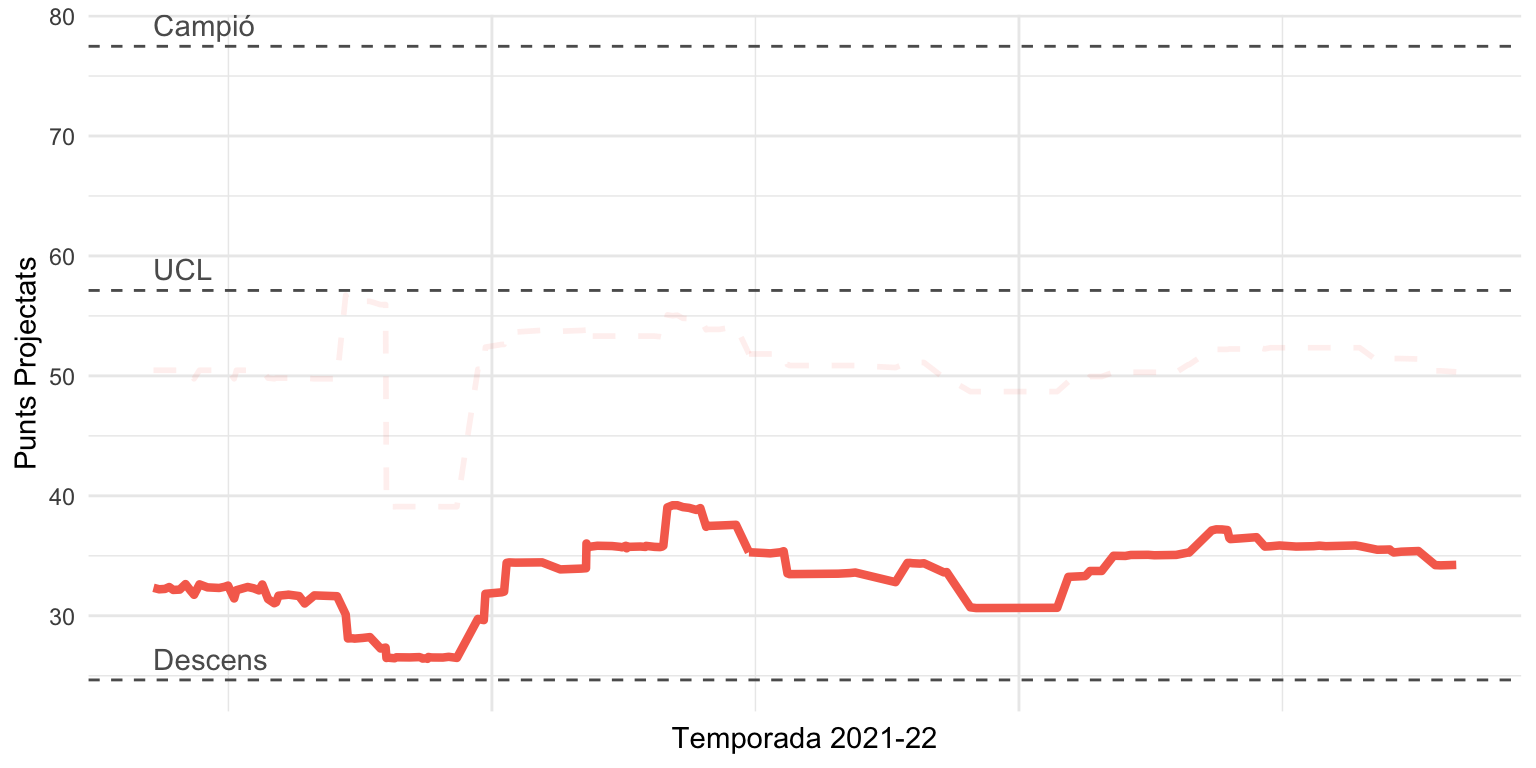 80
Campió
70
60
UCL
50
40
30
Descens
Punts Projectats
Temporada 2021-22